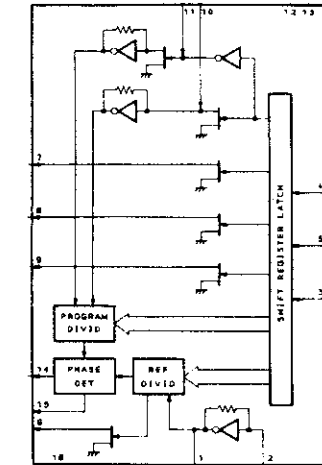 11 10
12 13
7
8
9
4
5
3
SHIFT REGISTER LATCH
PROGRAM
DIVID
PHASE
DET
REF
DIVID
14
15
6
16
1
2